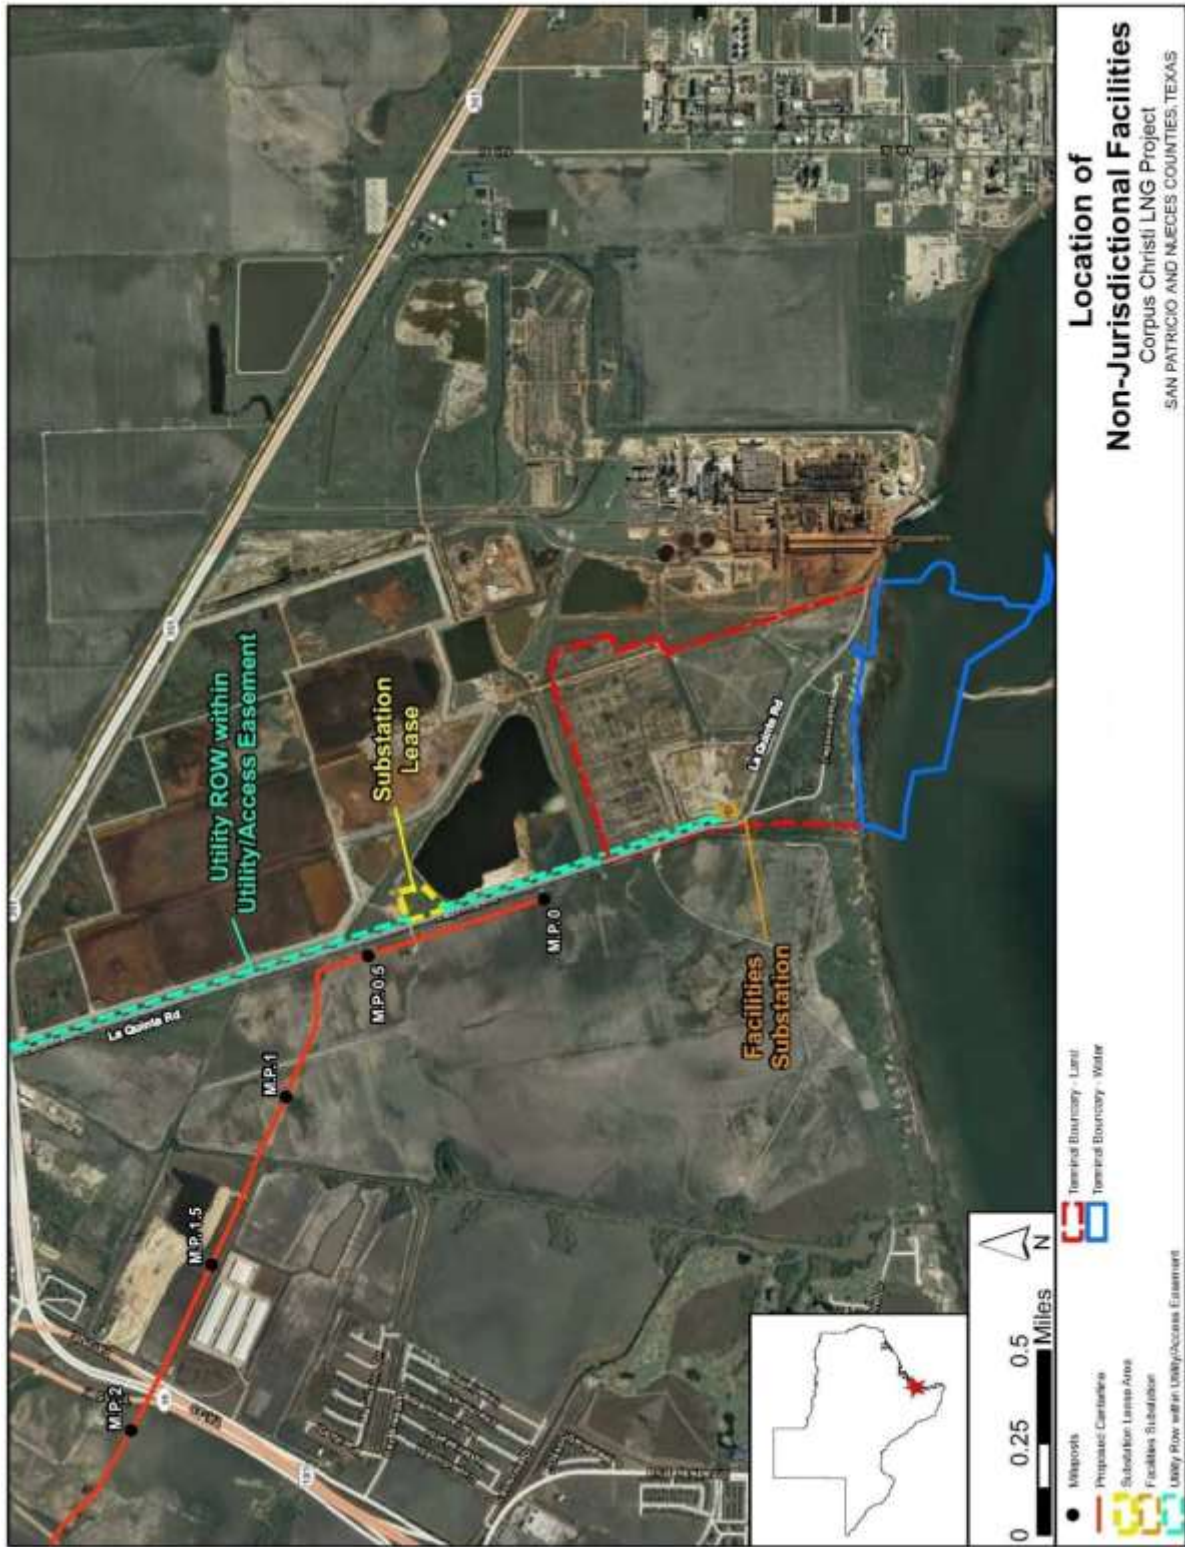 Location of
Non-Jurisdictional Facilities
Corpus Christi LNG Project
SAN PATRICIO AND NUECES COUNTIES, TEXAS
Utility ROW within
Utility/Access Easement
Substation
Lease
Facilities
Substation
La Quinta Rd
La Quinta Rd
M.P. 0
M.P. 0.5
M.P. 1
M.P. 1.5
M.P. 2
0 0.25 0.5
Miles
N
Mileposts
Proposed Centerline
Substation Lease Area
Facilities Substation
Utility Row within Utility/Access Easement
Terminal Boundary - Land
Terminal Boundary - Water